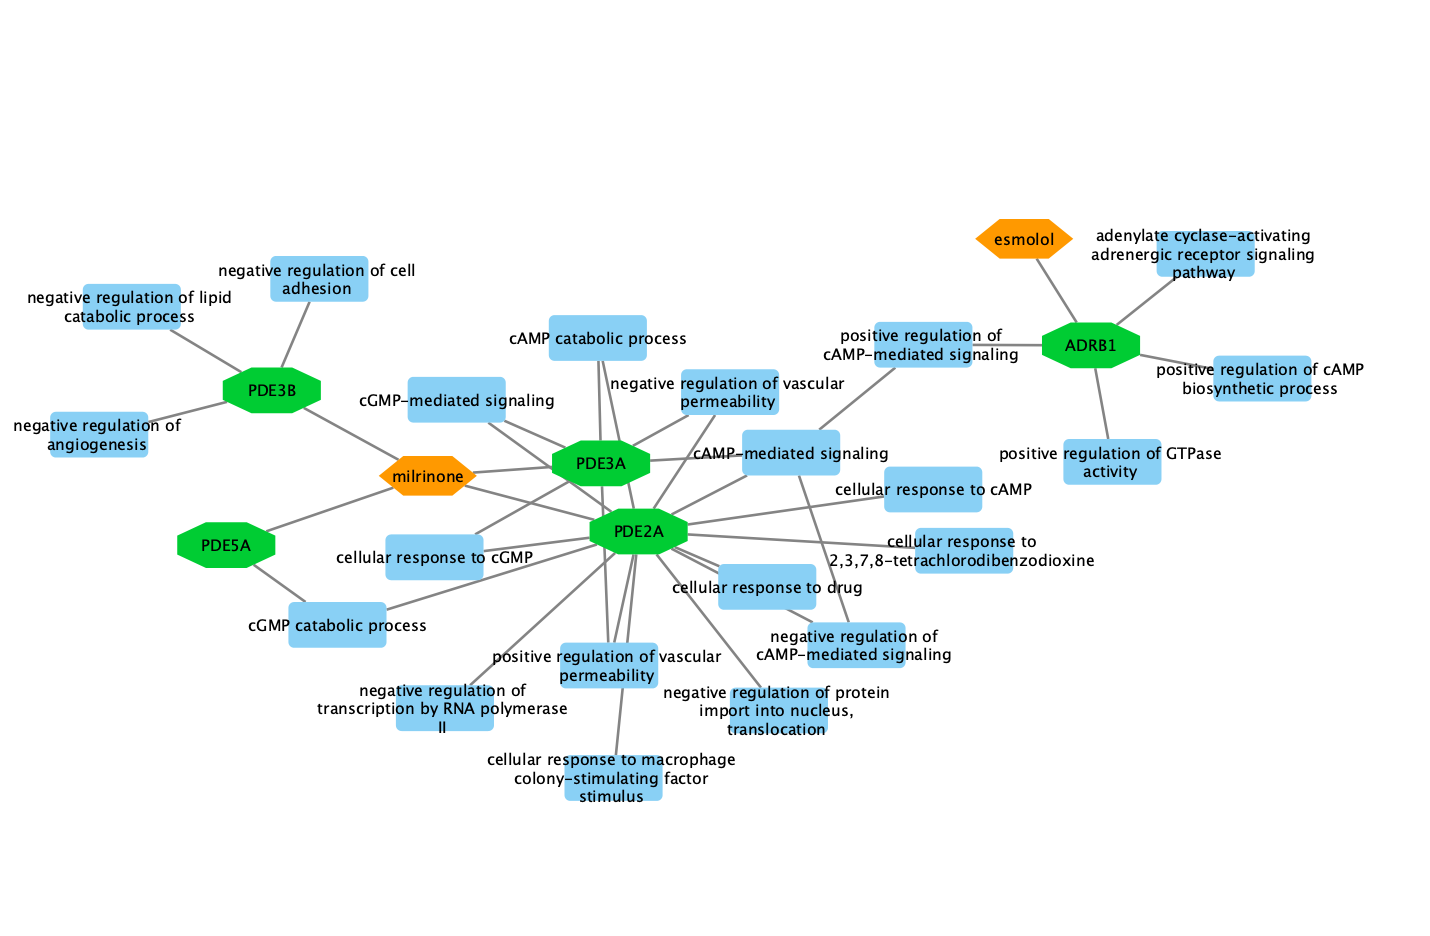 esmolol
adenylate cyclase-activating
adrenergic receptor signaling
pathway
negative regulation of cell
adhesion
negative regulation of lipid
catabolic process
cAMP catabolic process
positive regulation of
cAMP-mediated signaling
ADRB1
positive regulation of cAMP
biosynthetic process
PDE3B
negative regulation of vascular
permeability
cGMP-mediated signaling
negative regulation of
angiogenesis
cAMP-mediated signaling
positive regulation of GTPase
activity
PDE3A
milrinone
cellular response to cAMP
PDE2A
PDE5A
cellular response to
2,3,7,8-tetrachlorodibenzodioxine
cellular response to cGMP
cellular response to drug
cGMP catabolic process
negative regulation of
cAMP-mediated signaling
positive regulation of vascular
permeability
negative regulation of
transcription by RNA polymerase
II
negative regulation of protein
import into nucleus,
translocation
cellular response to macrophage
colony-stimulating factor
stimulus